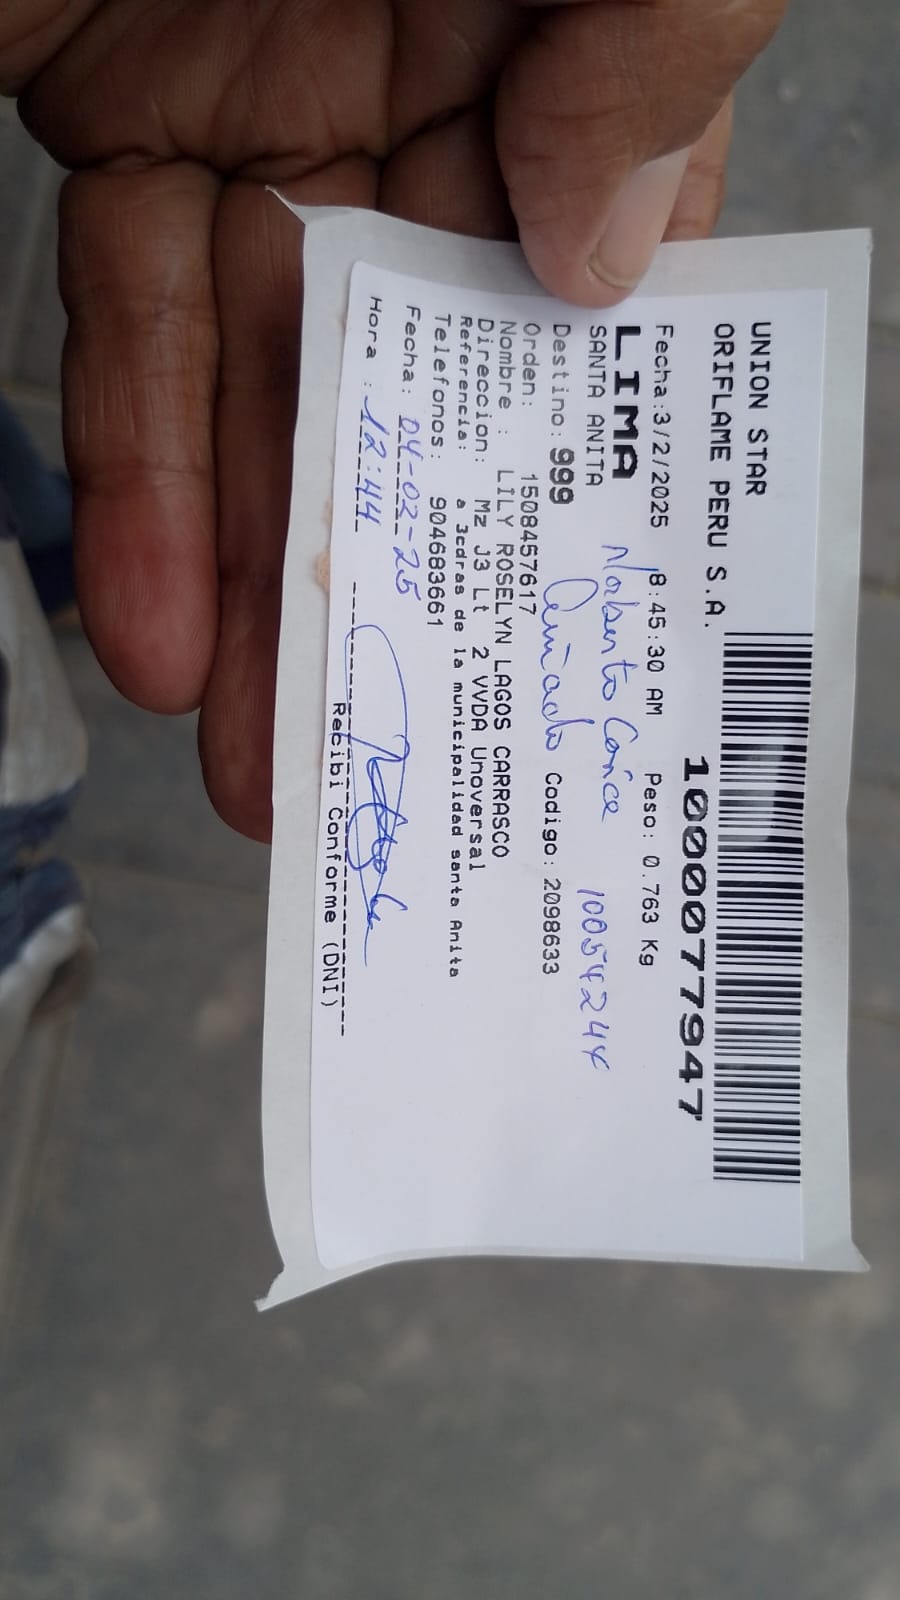 UNION STAR
ORIFLAME PERU S.A.
1000077947
Fecha:3/2/2025 8:45:30 AM Peso: 0.763 Kg
LIMA
SANTA ANITA Norberto 10054244
Destino: 999 Cuñado Codigo: 2098633
Orden: 1508457617
Nombre : LILY ROSELYN LAGOS CARRASCO
Direccion: Mz J3 Lt 2 VVDA Unoversal
Referencia: a 3cdras de la municipalidad santa Anita
Telefonos: 904683661
Fecha: 04-02-25
Hora : 12:44
Recibi Conforme (DNI)